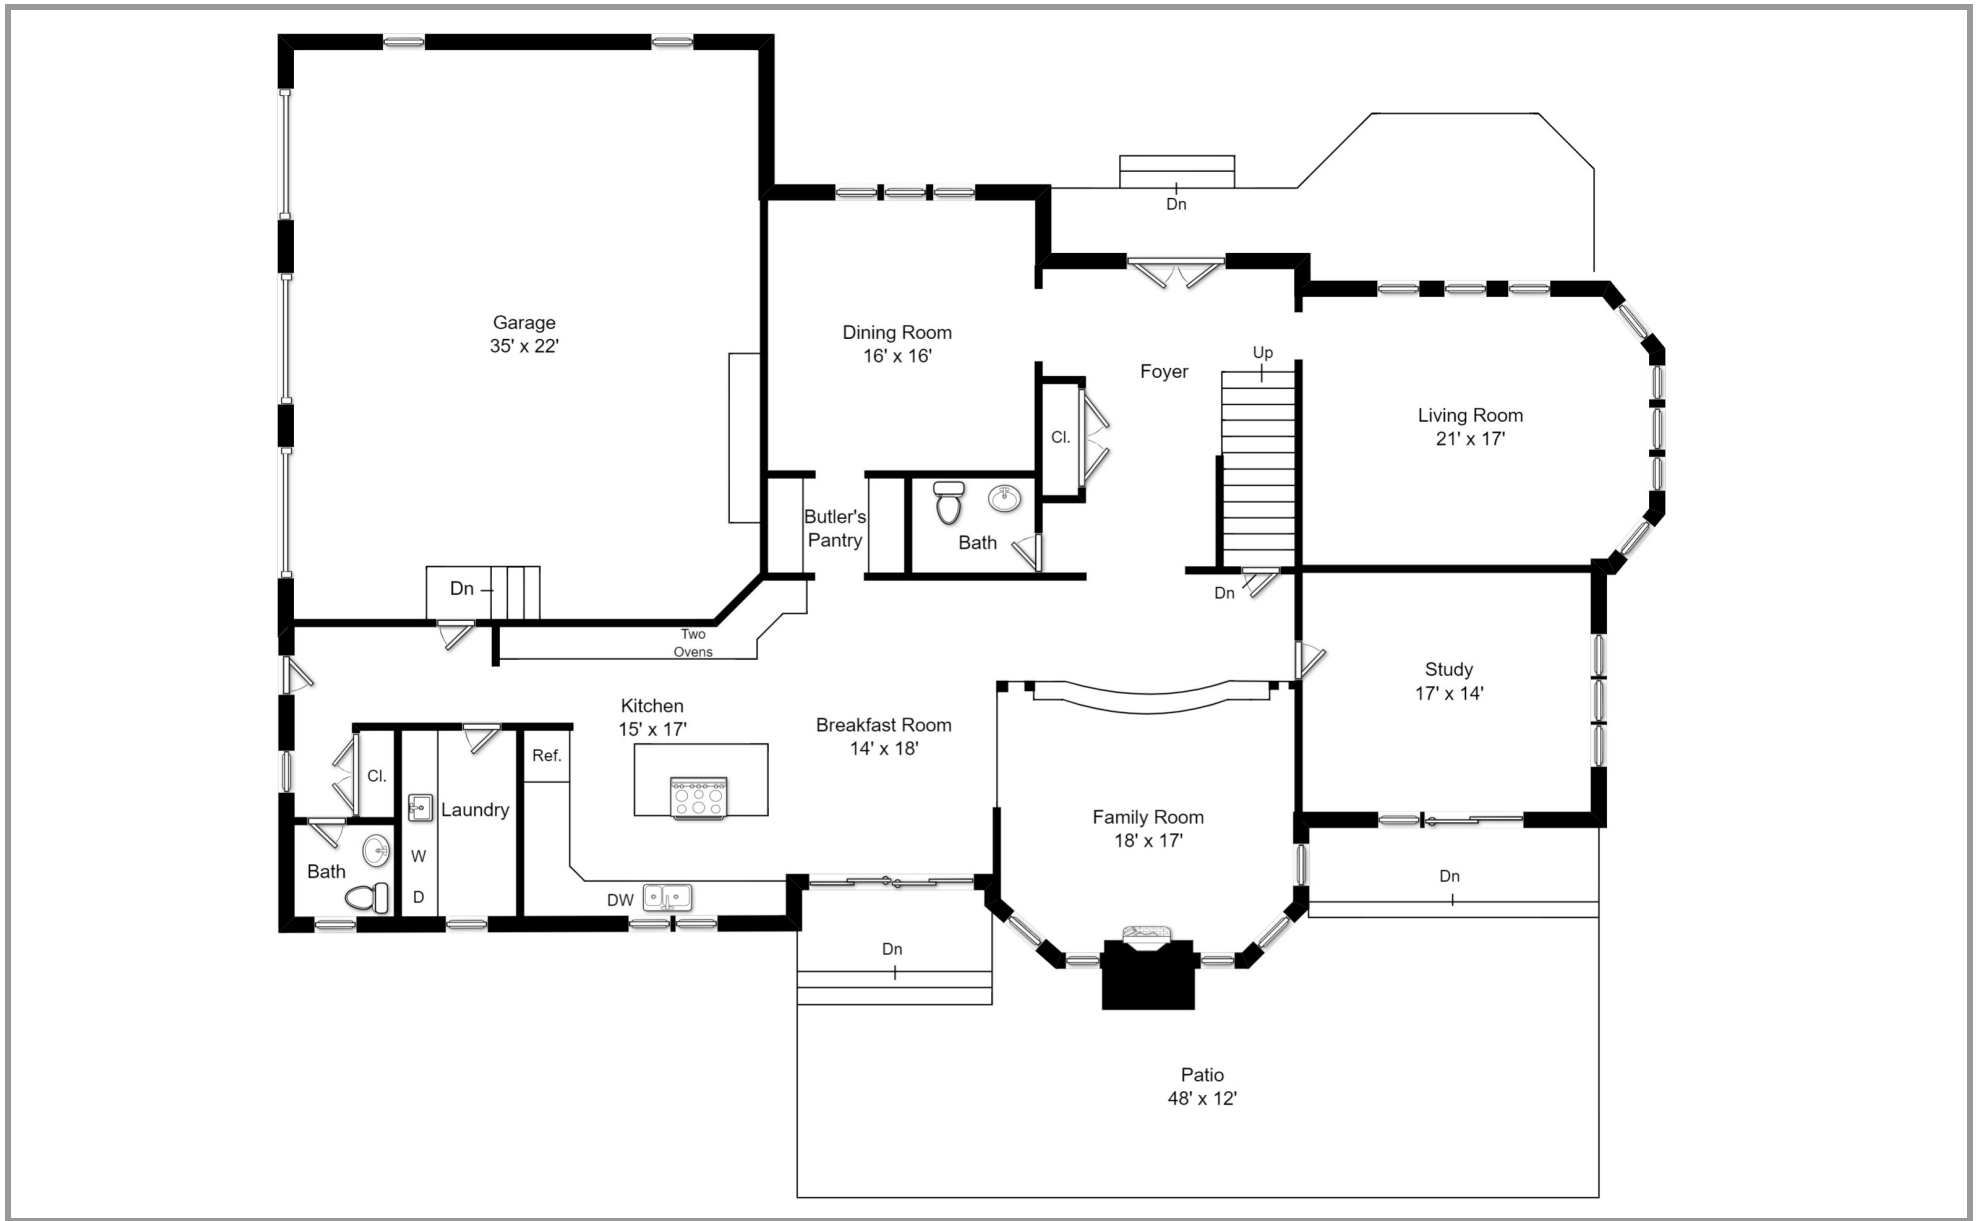 Dn
Garage
35' x 22'
Dining Room
16' x 16'
Up
Foyer
Living Room
21' x 17'
Cl.
Butler's
Pantry
Bath
Dn
Dn
Two
Ovens
Study
17' x 14'
Kitchen
15' x 17'
Breakfast Room
14' x 18'
Ref.
Cl.
Laundry
Family Room
18' x 17'
W
Bath
Dn
D
DW
Dn
Patio
48' x 12'